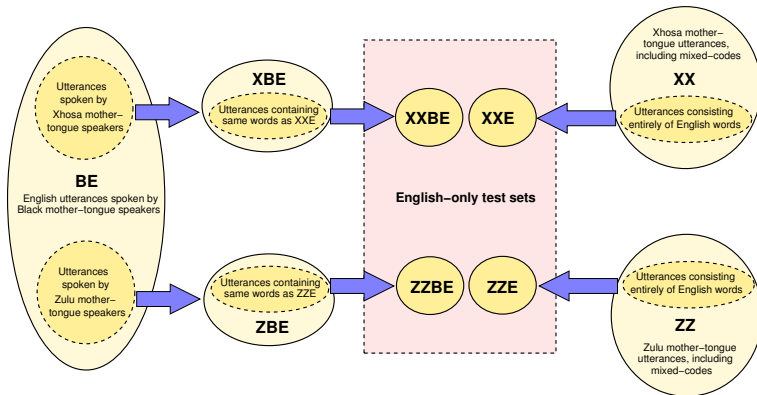 Utterances
spoken by
Xhosa mother-
tongue speakers
BE
English utterances spoken by
Black mother-tongue speakers
Utterances
spoken by
Zulu mother-
tongue speakers
XBE
Utterances containing
same words as XXE
Utterances containing
same words as ZZE
ZBE
XXBE
XXE
English-only test sets
ZZBE
ZZE
Xhosa mother-
tongue utterances,
including mixed-codes
XX
Utterances consisting
entirely of English words
Utterances consisting
entirely of English words
ZZ
Zulu mother-tongue
utterances, including
mixed-codes